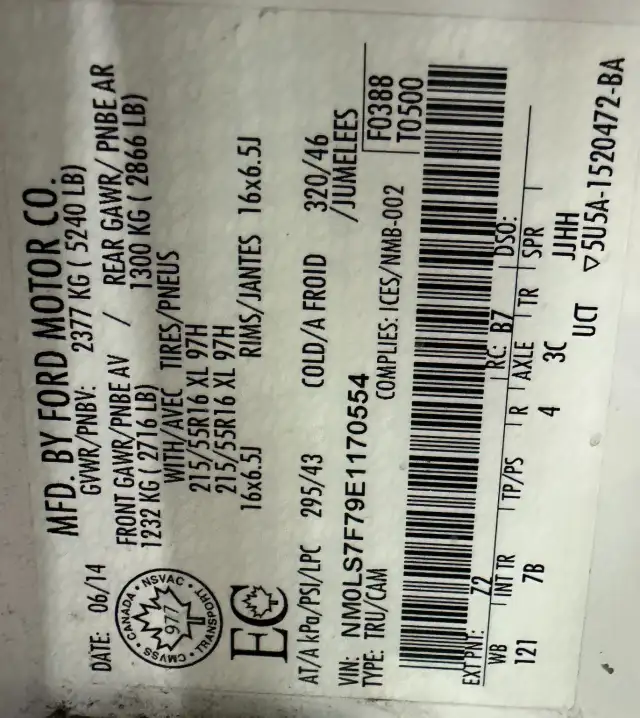 MFD. BY FORD MOTOR CO.
DATE: 06/14 GVWR/PNBV: 2377 KG ( 5240 LB)
FRONT GAWR/PNBE AV / REAR GAWR/ PNBE AR
1232 KG ( 2716 LB) 1300 KG ( 2866 LB)
WITH/AVEC TIRES/PNEUS
215/55R16 XL 97H
215/55R16 XL 97H
16x6.5J RIMS/JANTES 16x6.5J
CANADA • NSVAC • TRANSPORT • CMVSS •
977
EC
AT/A kPa/PSI/LPC 295/43 COLD/A FROID 320/46
/JUMELEES
VIN: NM0LS7F79E1170554
TYPE: TRU/CAM COMPLIES: ICES/NMB-002
F0388
T0500
EXT PNT: Z2 RC: B7 DSO:
WB INT TR TP/PS R AXLE TR SPR
121 7B 4 3C JJHH
UCT ▽5U5A-1520472-BA